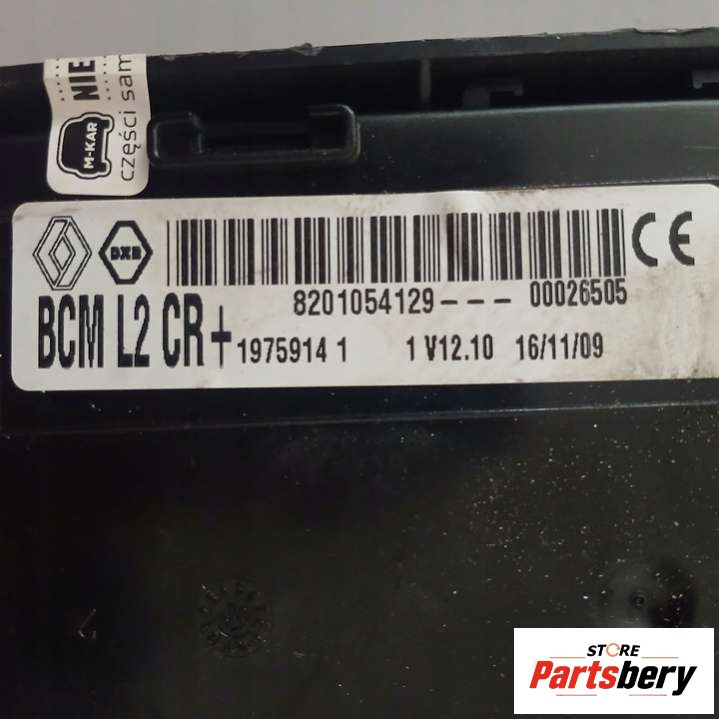 NIE
części sam
M-KAR
DXB
8201054129--- 00026505
BCM L2 CR+ 1975914 1 1 V12.10 16/11/09
CE
STORE
Partsbery